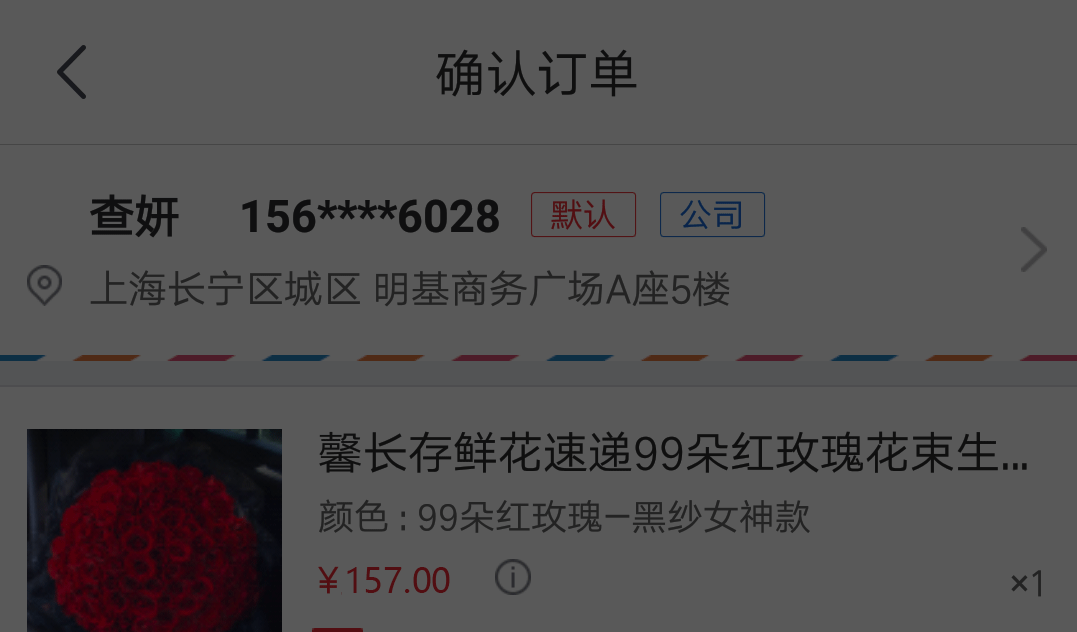 确认订单
查妍 156****6028 默认 公司
上海长宁区城区 明基商务广场A座5楼
馨长存鲜花速递99朵红玫瑰花束生...
颜色 : 99朵红玫瑰—黑纱女神款
¥157.00 ×1